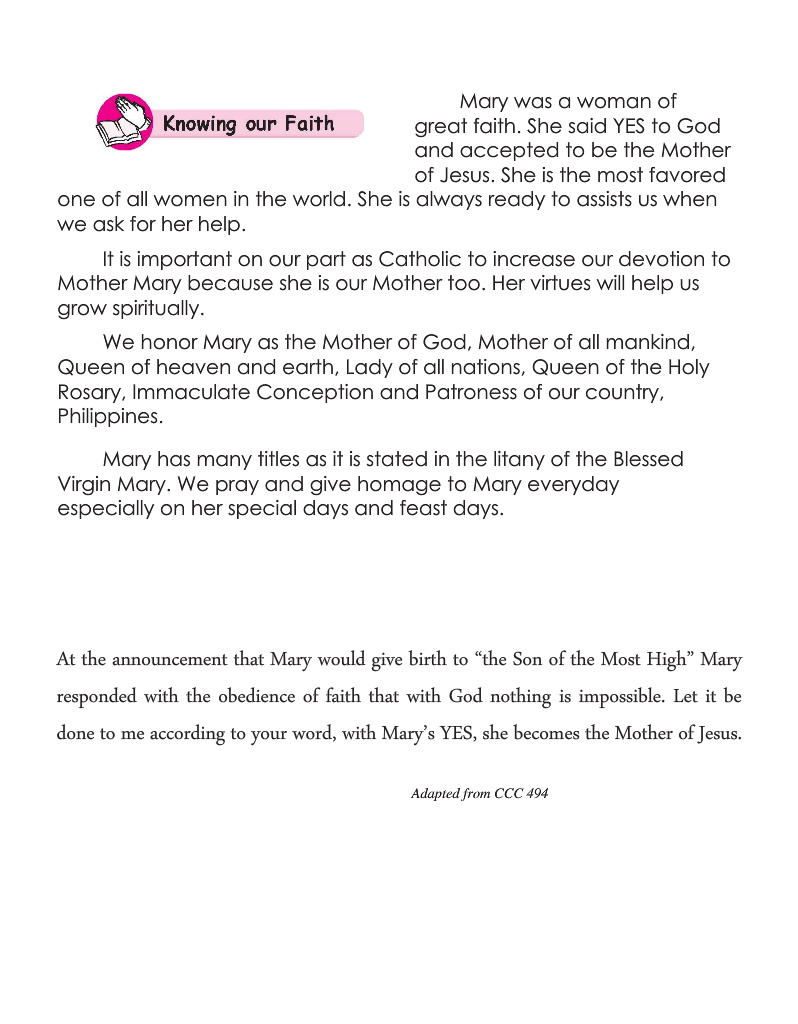 Knowing our Faith
Mary was a woman of
great faith. She said YES to God
and accepted to be the Mother
of Jesus. She is the most favored
one of all women in the world. She is always ready to assists us when
we ask for her help.
It is important on our part as Catholic to increase our devotion to
Mother Mary because she is our Mother too. Her virtues will help us
grow spiritually.
We honor Mary as the Mother of God, Mother of all mankind,
Queen of heaven and earth, Lady of all nations, Queen of the Holy
Rosary, Immaculate Conception and Patroness of our country,
Philippines.
Mary has many titles as it is stated in the litany of the Blessed
Virgin Mary. We pray and give homage to Mary everyday
especially on her special days and feast days.
At the announcement that Mary would give birth to “the Son of the Most High” Mary
responded with the obedience of faith that with God nothing is impossible. Let it be
done to me according to your word, with Mary’s YES, she becomes the Mother of Jesus.
Adapted from CCC 494